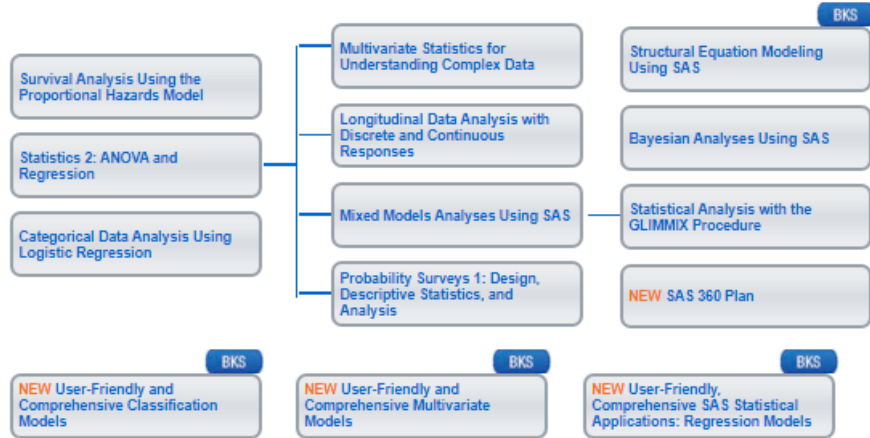 BKS
Survival Analysis Using the
Proportional Hazards Model
Multivariate Statistics for
Understanding Complex Data
Structural Equation Modeling
Using SAS
Statistics 2: ANOVA and
Regression
Longitudinal Data Analysis with
Discrete and Continuous
Responses
Bayesian Analyses Using SAS
Categorical Data Analysis Using
Logistic Regression
Mixed Models Analyses Using SAS
Statistical Analysis with the
GLIMMIX Procedure
Probability Surveys 1: Design,
Descriptive Statistics, and
Analysis
NEW SAS 360 Plan
BKS
NEW User-Friendly and
Comprehensive Classification
Models
BKS
NEW User-Friendly and
Comprehensive Multivariate
Models
BKS
NEW User-Friendly,
Comprehensive SAS Statistical
Applications: Regression Models